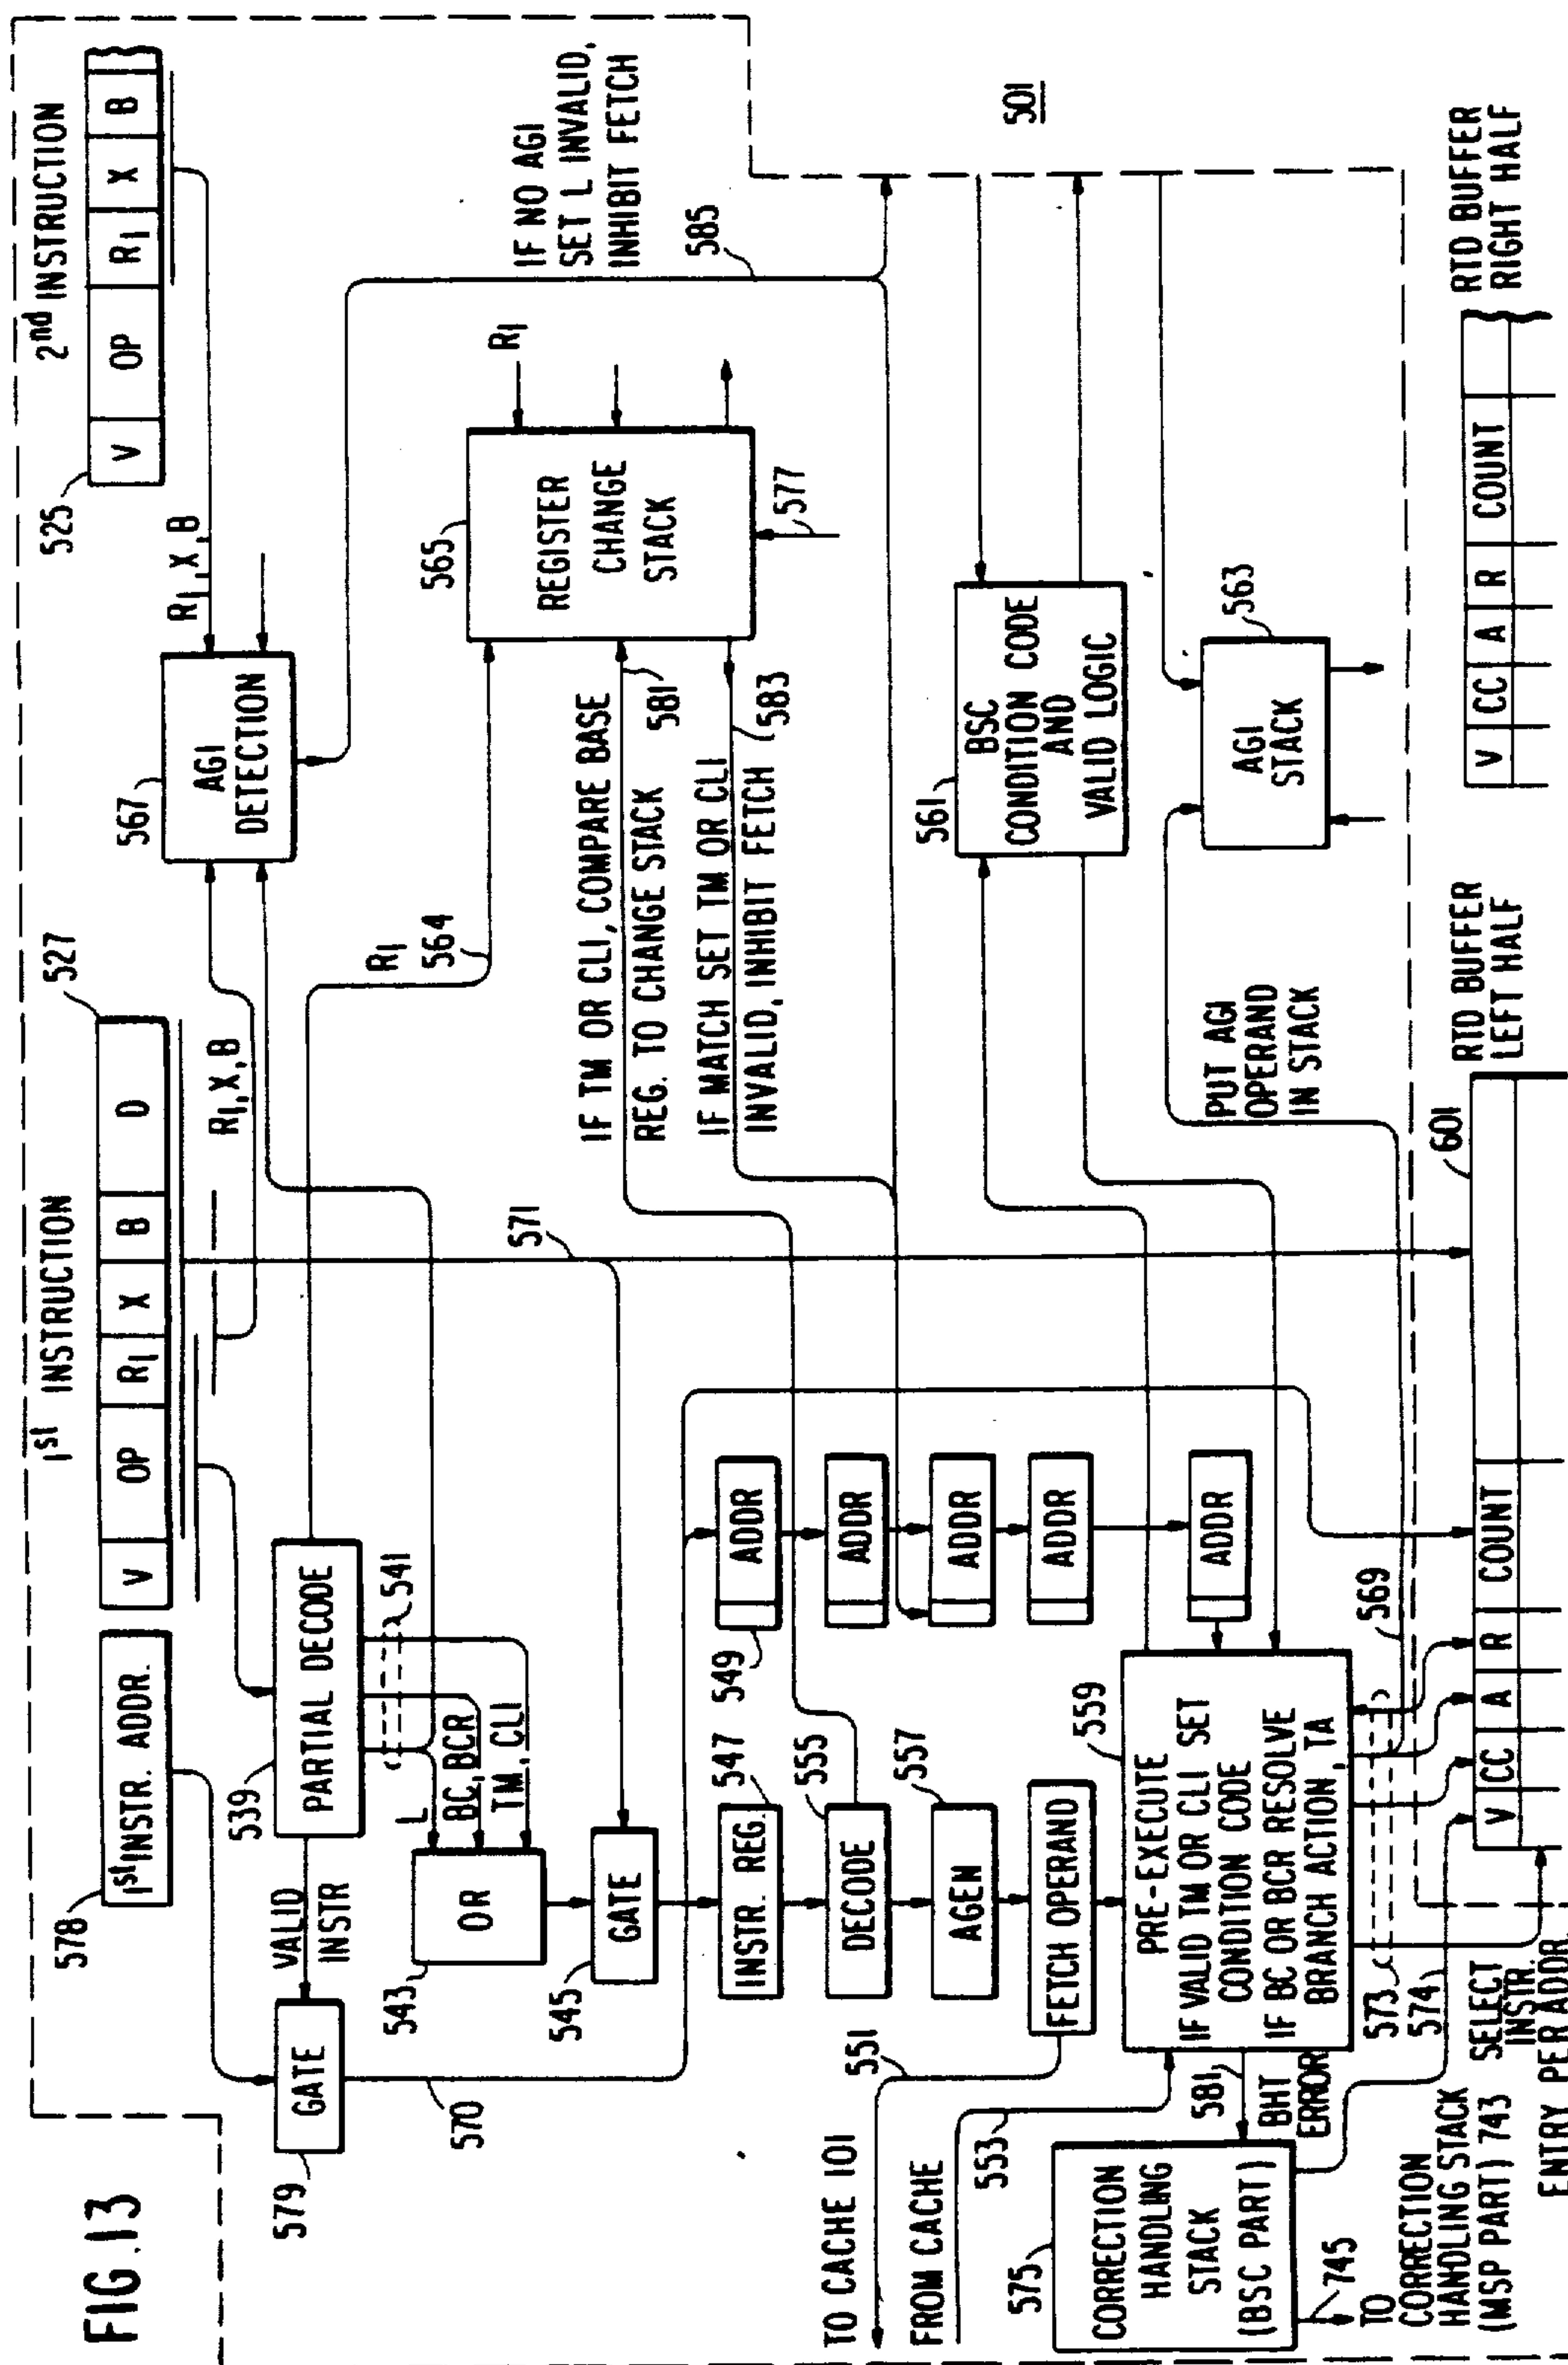 FIG.13
1st INSTRUCTION
2nd INSTRUCTION
578
1st INSTR. ADDR.
V OP R1 X B D
527
525
V OP R1 X B
R1, X, B
R1, X, B
579
GATE
VALID
INSTR
539
PARTIAL DECODE
541
L
BC, BCR
TM, CLI
567
AGI
DETECTION
543
OR
R1
564
571
545
GATE
570
IF NO AGI
SET L INVALID,
INHIBIT FETCH
585
565
REGISTER
CHANGE
STACK
R1
577
IF TM OR CLI, COMPARE BASE
REG. TO CHANGE STACK
581
IF MATCH SET TM OR CLI
INVALID, INHIBIT FETCH
583
INSTR. REG.
547
549
ADDR
DECODE
555
ADDR
AGEN
557
ADDR
551
FETCH OPERAND
ADDR
TO CACHE 101
FROM CACHE
553
559
PRE-EXECUTE
IF VALID TM OR CLI SET
CONDITION CODE
IF BC OR BCR RESOLVE
BRANCH ACTION, TA
ADDR
561
BSC
CONDITION CODE
AND
VALID LOGIC
501
575
CORRECTION
HANDLING
STACK
(BSC PART)
581
BHT
ERROR
PUT AGI
OPERAND
IN STACK
563
AGI
STACK
569
573
574
745
TO
CORRECTION
HANDLING STACK
(MSP PART) 743
SELECT
INSTR.
ENTRY PER ADDR.
601
RTD BUFFER
LEFT HALF
V CC A R COUNT
RTD BUFFER
RIGHT HALF
V CC A R COUNT